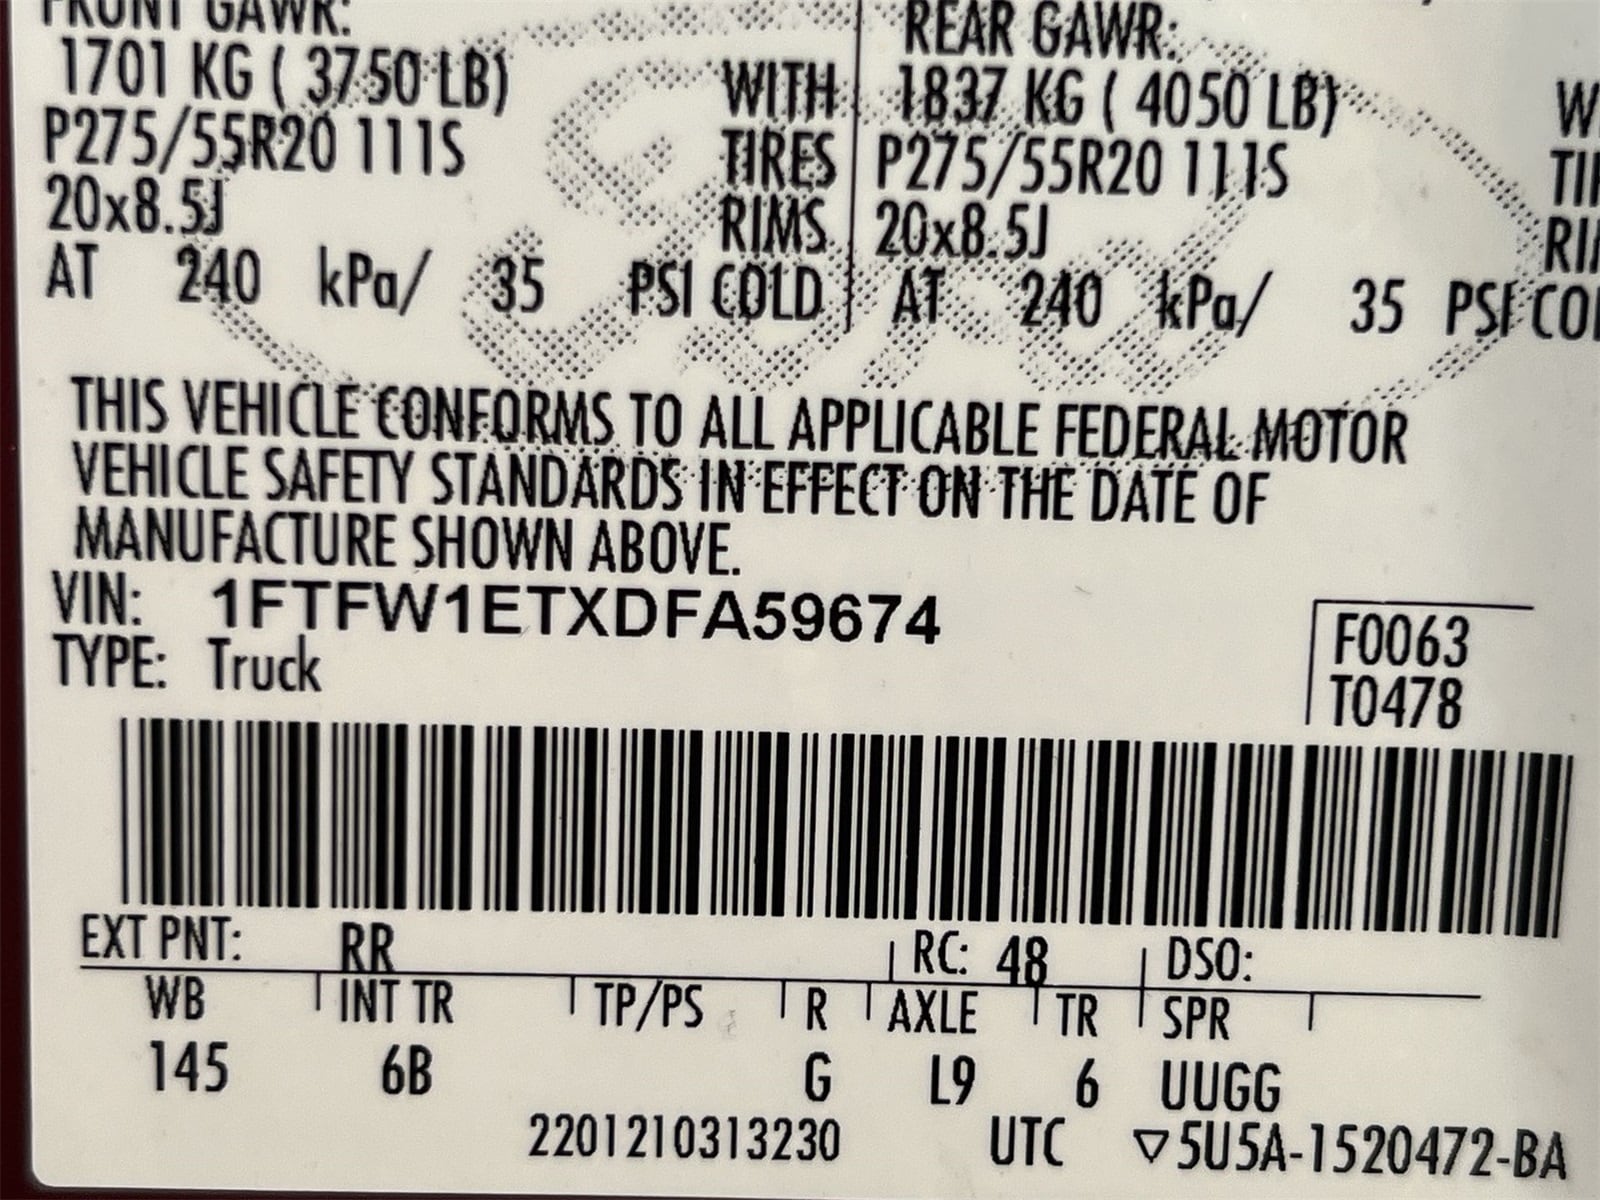 FRONT GAWR: REAR GAWR:
1701 KG ( 3750 LB) WITH 1837 KG ( 4050 LB)
P275/55R20 111S TIRES P275/55R20 111S
20x8.5J RIMS 20x8.5J
AT 240 kPa/ 35 PSI COLD AT 240 kPa/ 35 PSI COL
THIS VEHICLE CONFORMS TO ALL APPLICABLE FEDERAL MOTOR
VEHICLE SAFETY STANDARDS IN EFFECT ON THE DATE OF
MANUFACTURE SHOWN ABOVE.
VIN: 1FTFW1ETXDFA59674
TYPE: Truck
F0063
T0478
EXT PNT: RR RC: 48 DSO:
WB INT TR TP/PS R AXLE TR SPR
145 6B G L9 6 UUGG
2201210313230 UTC ▽5U5A-1520472-BA